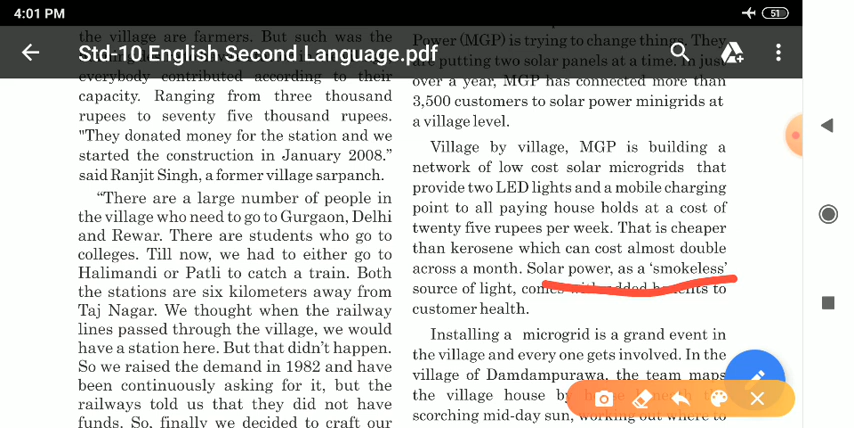 4:01 PM
51
Std-10 English Second Language.pdf
the village are farmers. But such was the
everybody contributed according to their
capacity. Ranging from three thousand
rupees to seventy five thousand rupees.
"They donated money for the station and we
started the construction in January 2008.”
said Ranjit Singh, a former village sarpanch.
“There are a large number of people in
the village who need to go to Gurgaon, Delhi
and Rewar. There are students who go to
colleges. Till now, we had to either go to
Halimandi or Patli to catch a train. Both
the stations are six kilometers away from
Taj Nagar. We thought when the railway
lines passed through the village, we would
have a station here. But that didn’t happen.
So we raised the demand in 1982 and have
been continuously asking for it, but the
railways told us that they did not have
funds. So, finally we decided to craft our
Power (MGP) is trying to change things. They
are putting two solar panels at a time. In just
over a year, MGP has connected more than
3,500 customers to solar power minigrids at
a village level.
Village by village, MGP is building a
network of low cost solar microgrids that
provide two LED lights and a mobile charging
point to all paying house holds at a cost of
twenty five rupees per week. That is cheaper
than kerosene which can cost almost double
across a month. Solar power, as a ‘smokeless’
source of light, comes with added benefits to
customer health.
Installing a microgrid is a grand event in
the village and every one gets involved. In the
village of Damdampurawa, the team maps
the village house by
scorching mid-day sun, working out where to